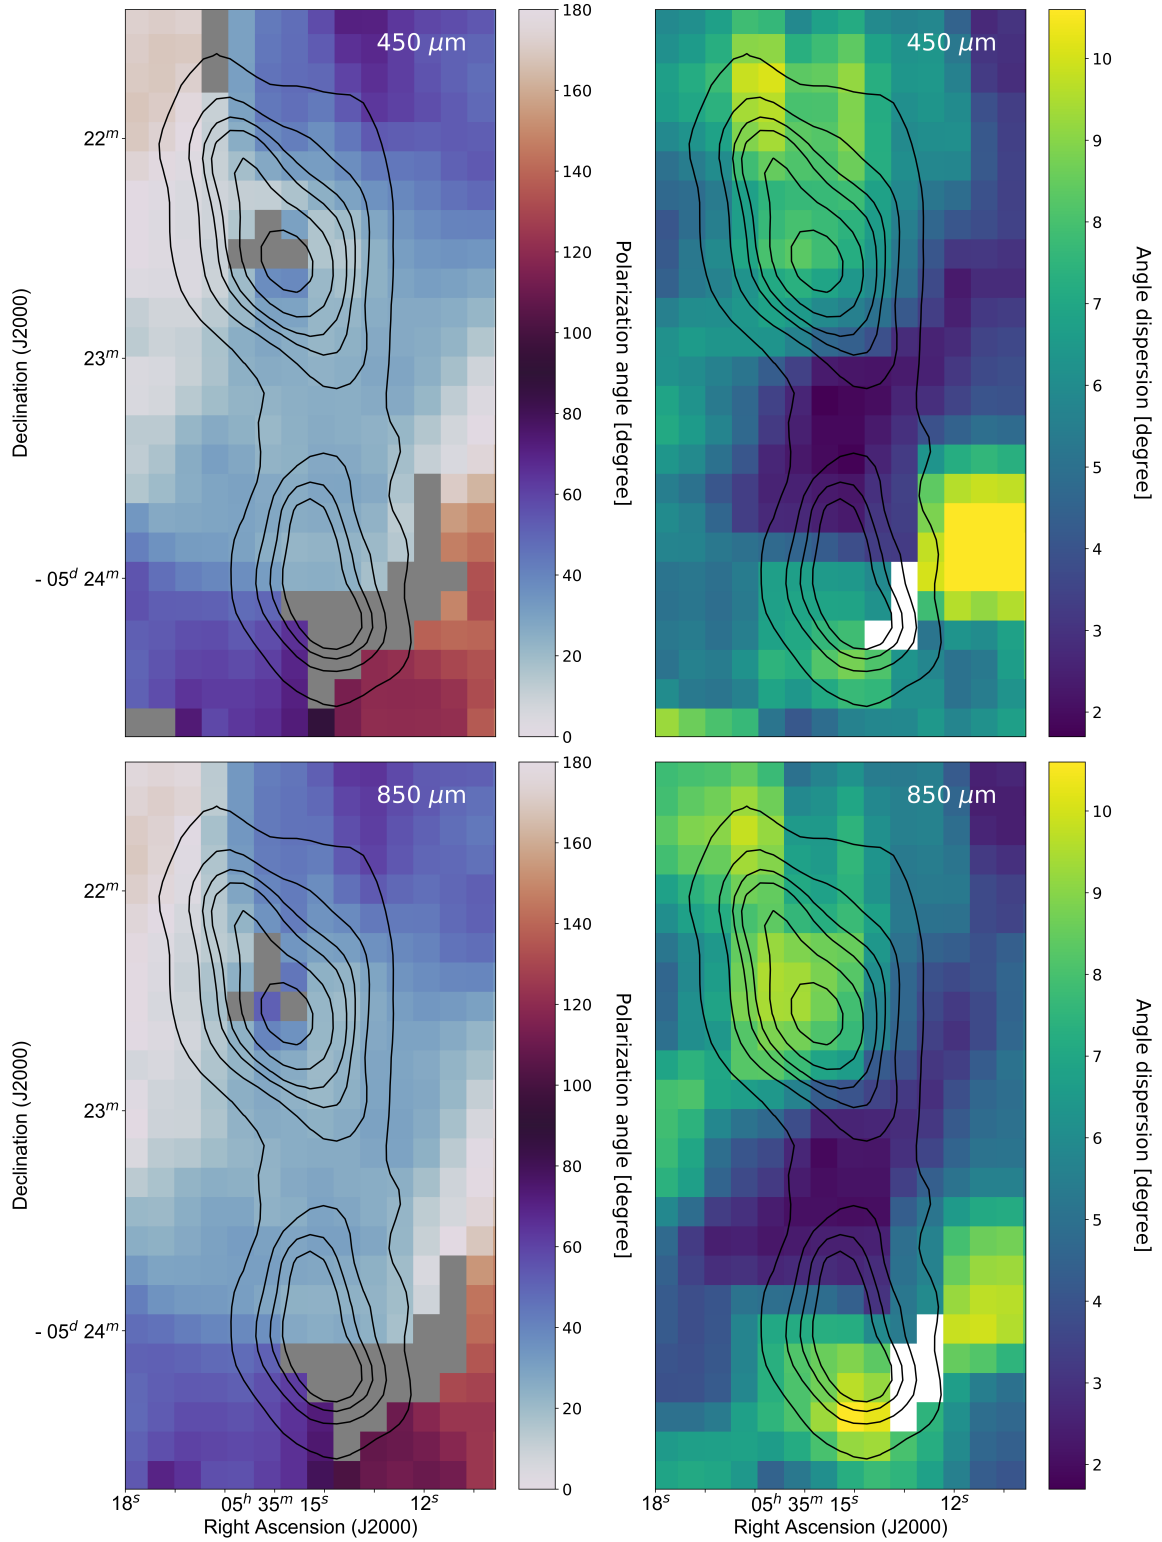 450 μm
450 μm
180
160
140
120
100
80
60
40
20
0
Polarization angle [degree]
10
9
8
7
6
5
4
3
2
Angle dispersion [degree]
22ᵐ
23ᵐ
- 05ᵈ 24ᵐ
Declination (J2000)
850 μm
850 μm
180
160
140
120
100
80
60
40
20
0
Polarization angle [degree]
10
9
8
7
6
5
4
3
2
Angle dispersion [degree]
22ᵐ
23ᵐ
- 05ᵈ 24ᵐ
Declination (J2000)
18ˢ 05ʰ 35ᵐ 15ˢ 12ˢ
18ˢ 05ʰ 35ᵐ 15ˢ 12ˢ
Right Ascension (J2000)
Right Ascension (J2000)